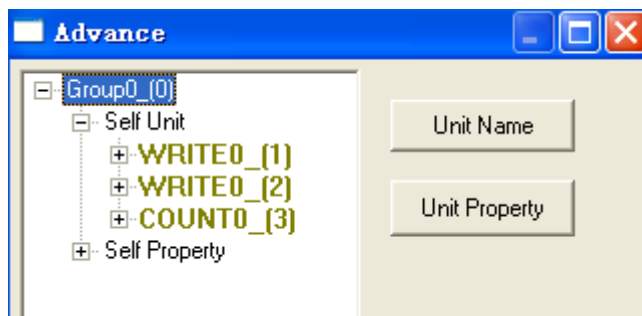 Advance
Group0_(0)
Self Unit
WRITE0_(1)
WRITE0_(2)
COUNT0_(3)
Self Property
Unit Name
Unit Property